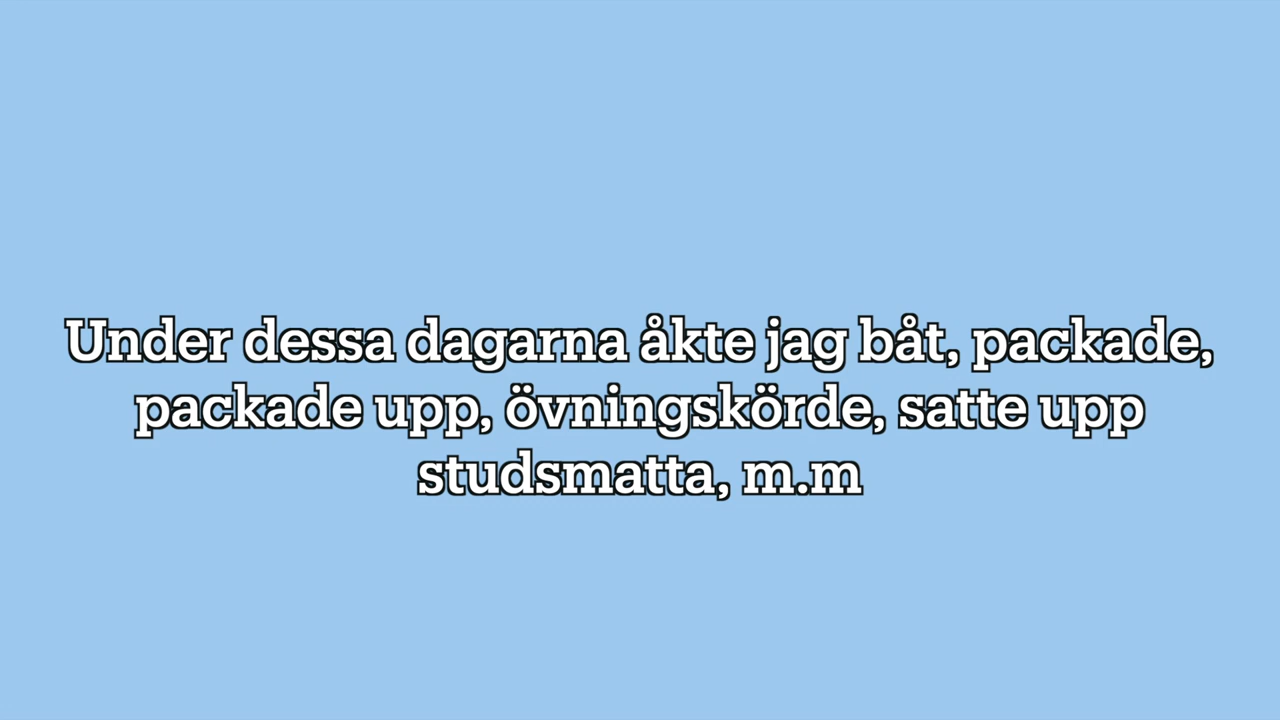 Under dessa dagarna åkte jag båt, packade,
packade upp, övningskörde, satte upp
studsmatta, m.m